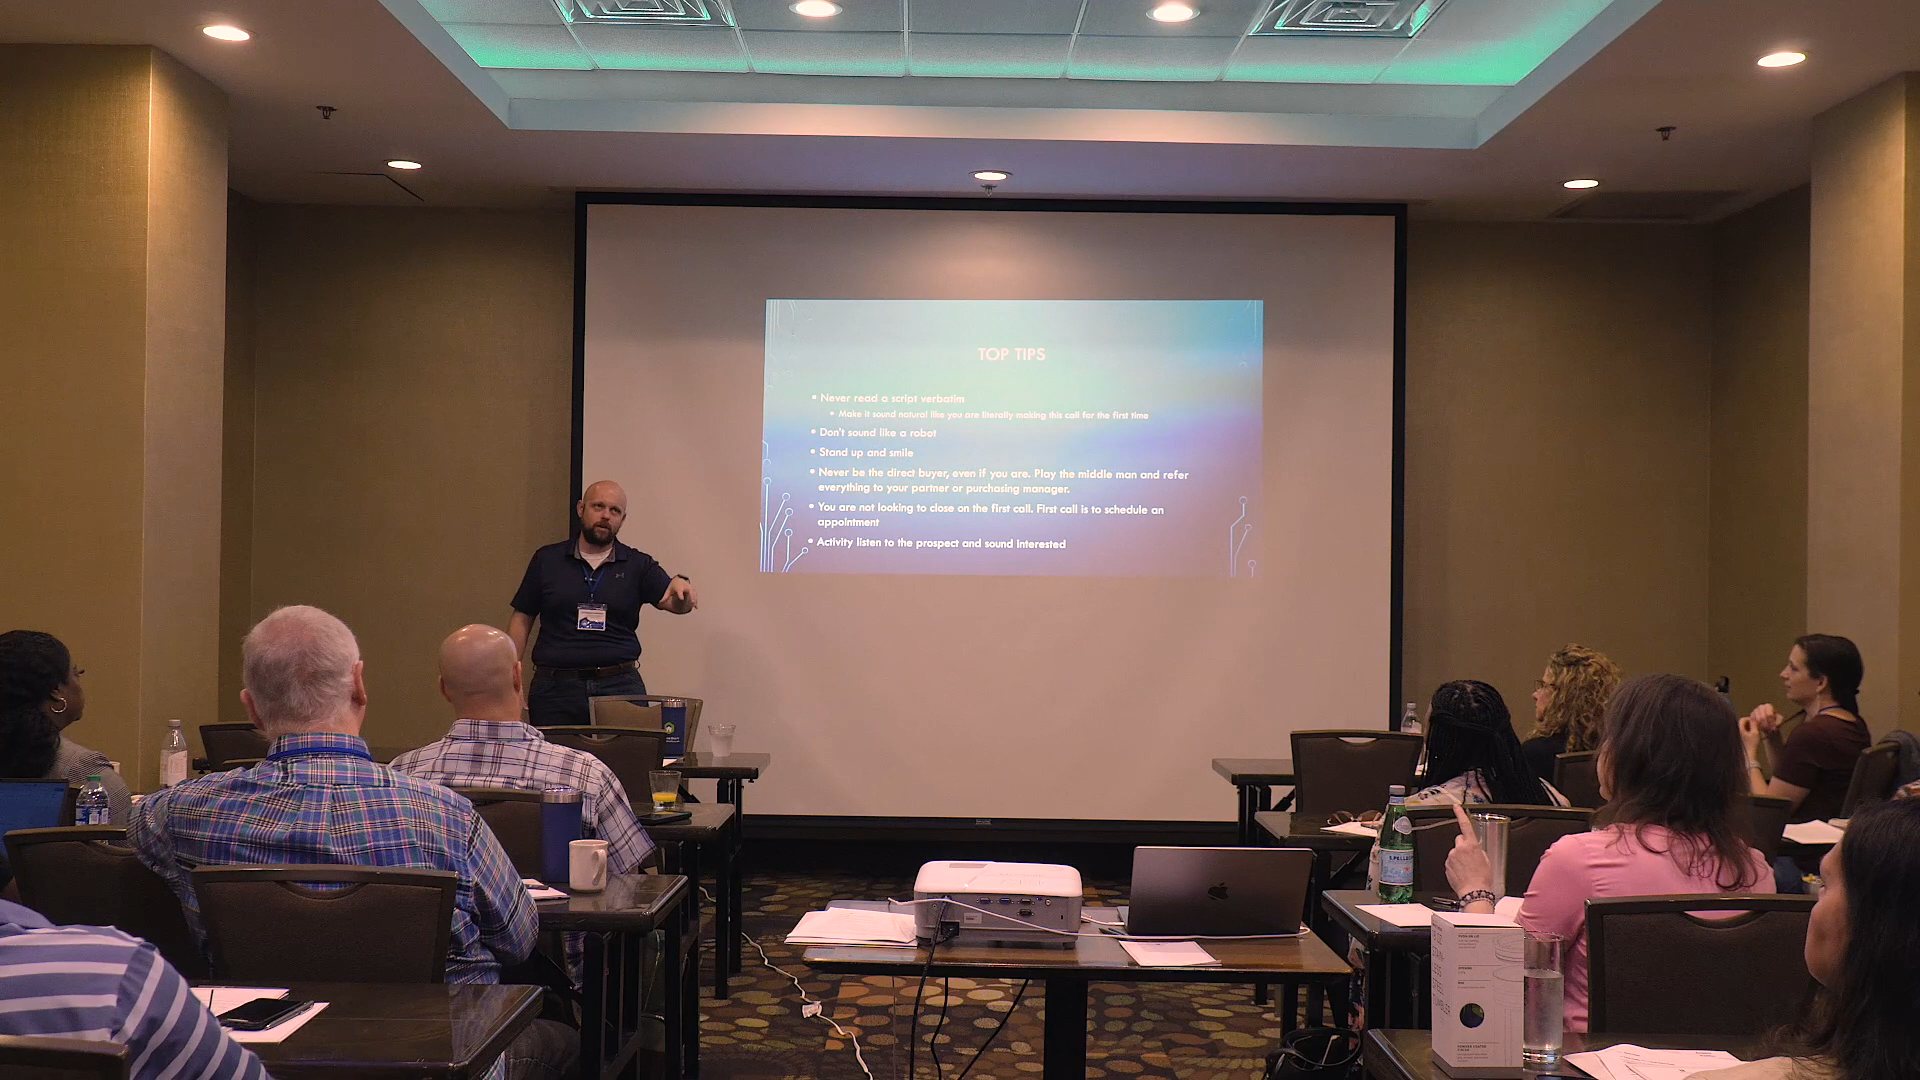 TOP TIPS
• Never read a script verbatim
• Make it sound natural like you are literally making this call for the first time
• Don't sound like a robot
• Stand up and smile
• Never be the direct buyer, even if you are. Play the middle man and refer
everything to your partner or purchasing manager.
• You are not looking to close on the first call. First call is to schedule an
appointment
• Activity listen to the prospect and sound interested
S.PELLE